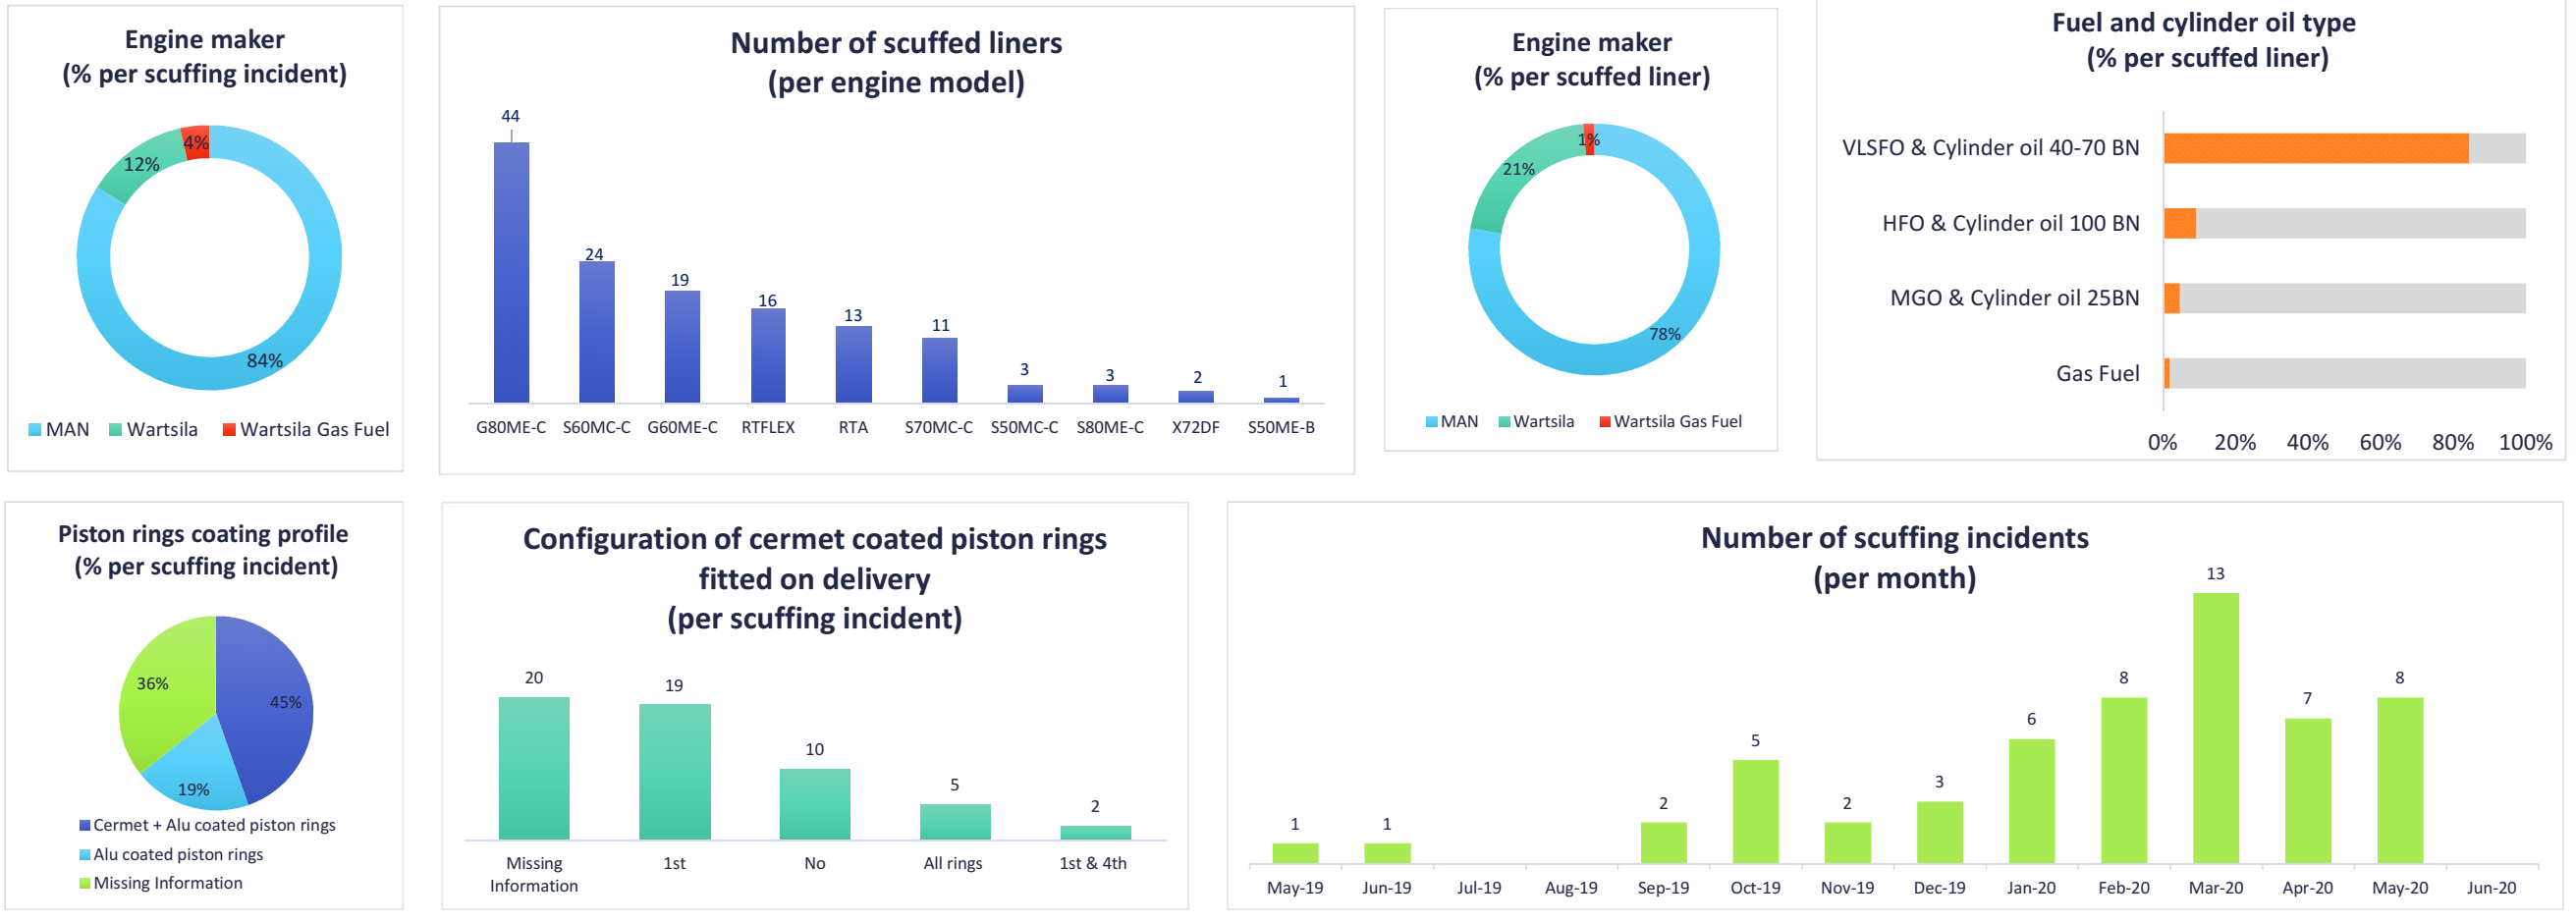 Engine maker
(% per scuffing incident)
4%
12%
84%
MAN Wartsila Wartsila Gas Fuel
Number of scuffed liners
(per engine model)
44
24
19
16
13
11
3
3
2
1
G80ME-C S60MC-C G60ME-C RTFLEX RTA S70MC-C S50MC-C S80ME-C X72DF S50ME-B
Engine maker
(% per scuffed liner)
1%
21%
78%
MAN Wartsila Wartsila Gas Fuel
Fuel and cylinder oil type
(% per scuffed liner)
VLSFO & Cylinder oil 40-70 BN
HFO & Cylinder oil 100 BN
MGO & Cylinder oil 25BN
Gas Fuel
0% 20% 40% 60% 80% 100%
Piston rings coating profile
(% per scuffing incident)
36%
45%
19%
Cermet + Alu coated piston rings
Alu coated piston rings
Missing Information
Configuration of cermet coated piston rings
fitted on delivery
(per scuffing incident)
20
19
10
5
2
Missing 1st No All rings 1st & 4th
Information
Number of scuffing incidents
(per month)
1
1
2
5
2
3
6
8
13
7
8
May-19 Jun-19 Jul-19 Aug-19 Sep-19 Oct-19 Nov-19 Dec-19 Jan-20 Feb-20 Mar-20 Apr-20 May-20 Jun-20